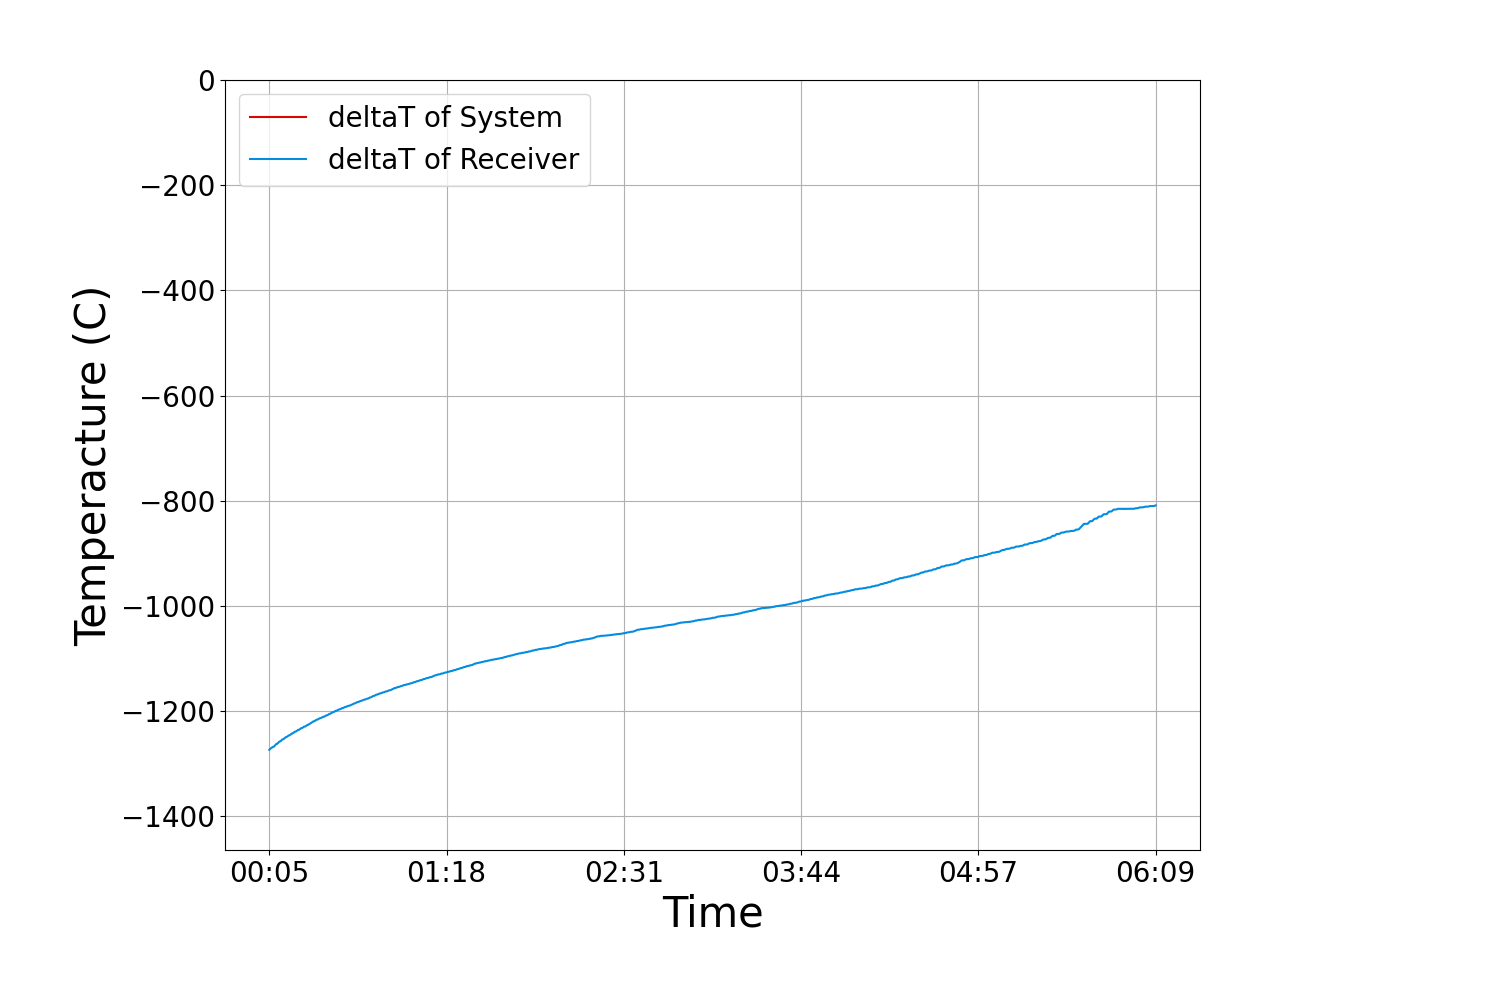 deltaT of System
deltaT of Receiver
0
−200
−400
−600
−800
−1000
−1200
−1400
Temperacture (C)
00:05 01:18 02:31 03:44 04:57 06:09
Time